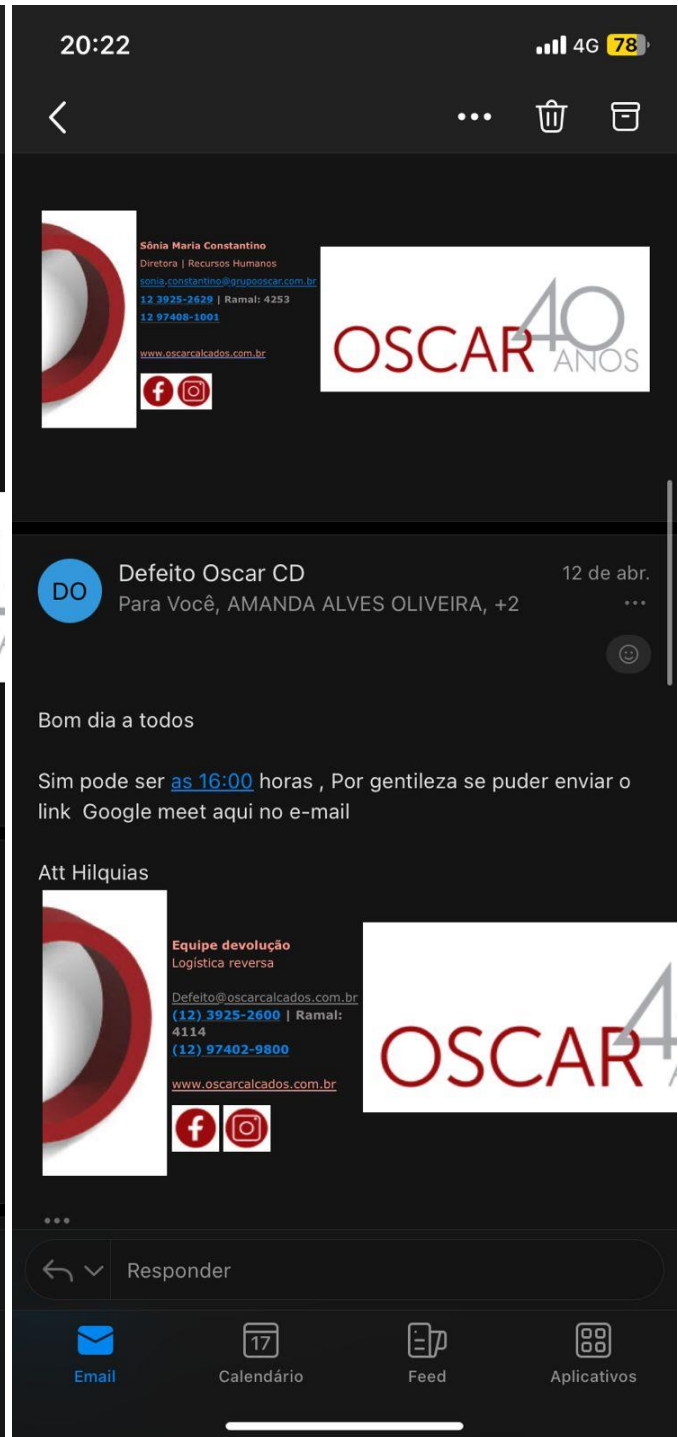 20:22
4G 78
Sônia Maria Constantino
Diretora | Recursos Humanos
sonia.constantino@grupooscar.com.br
12 3925-2629 | Ramal: 4253
12 97408-1001
www.oscarcalcados.com.br
OSCAR 40 ANOS
DO
Defeito Oscar CD
12 de abr.
Para Você, AMANDA ALVES OLIVEIRA, +2
Bom dia a todos
Sim pode ser as 16:00 horas , Por gentileza se puder enviar o
link Google meet aqui no e-mail
Att Hilquias
Equipe devolução
Logística reversa
Defeito@oscarcalcados.com.br
(12) 3925-2600 | Ramal:
4114
(12) 97402-9800
www.oscarcalcados.com.br
OSCAR 4
Responder
17
Email
Calendário
Feed
Aplicativos